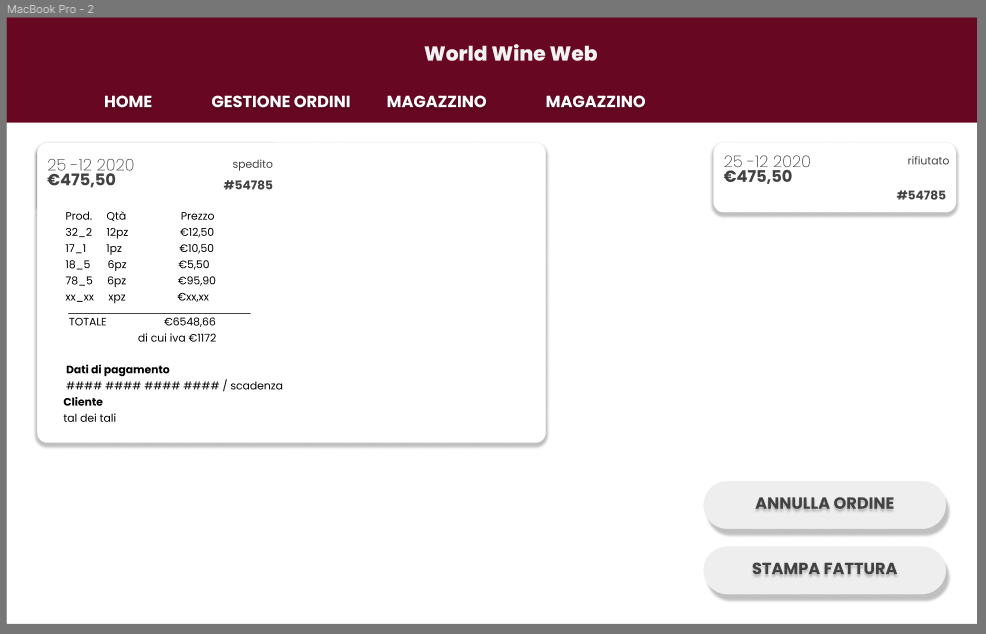 MacBook Pro - 2
World Wine Web
HOME GESTIONE ORDINI MAGAZZINO MAGAZZINO
25 -12 2020 spedito
€475,50
#54785
Prod. Qtà Prezzo
32_2 12pz €12,50
17_1 1pz €10,50
18_5 6pz €5,50
78_5 6pz €95,90
xx_xx xpz €xx,xx
TOTALE €6548,66
di cui iva €1172
Dati di pagamento
#### #### #### #### / scadenza
Cliente
tal dei tali
25 -12 2020 rifiutato
€475,50
#54785
ANNULLA ORDINE
STAMPA FATTURA